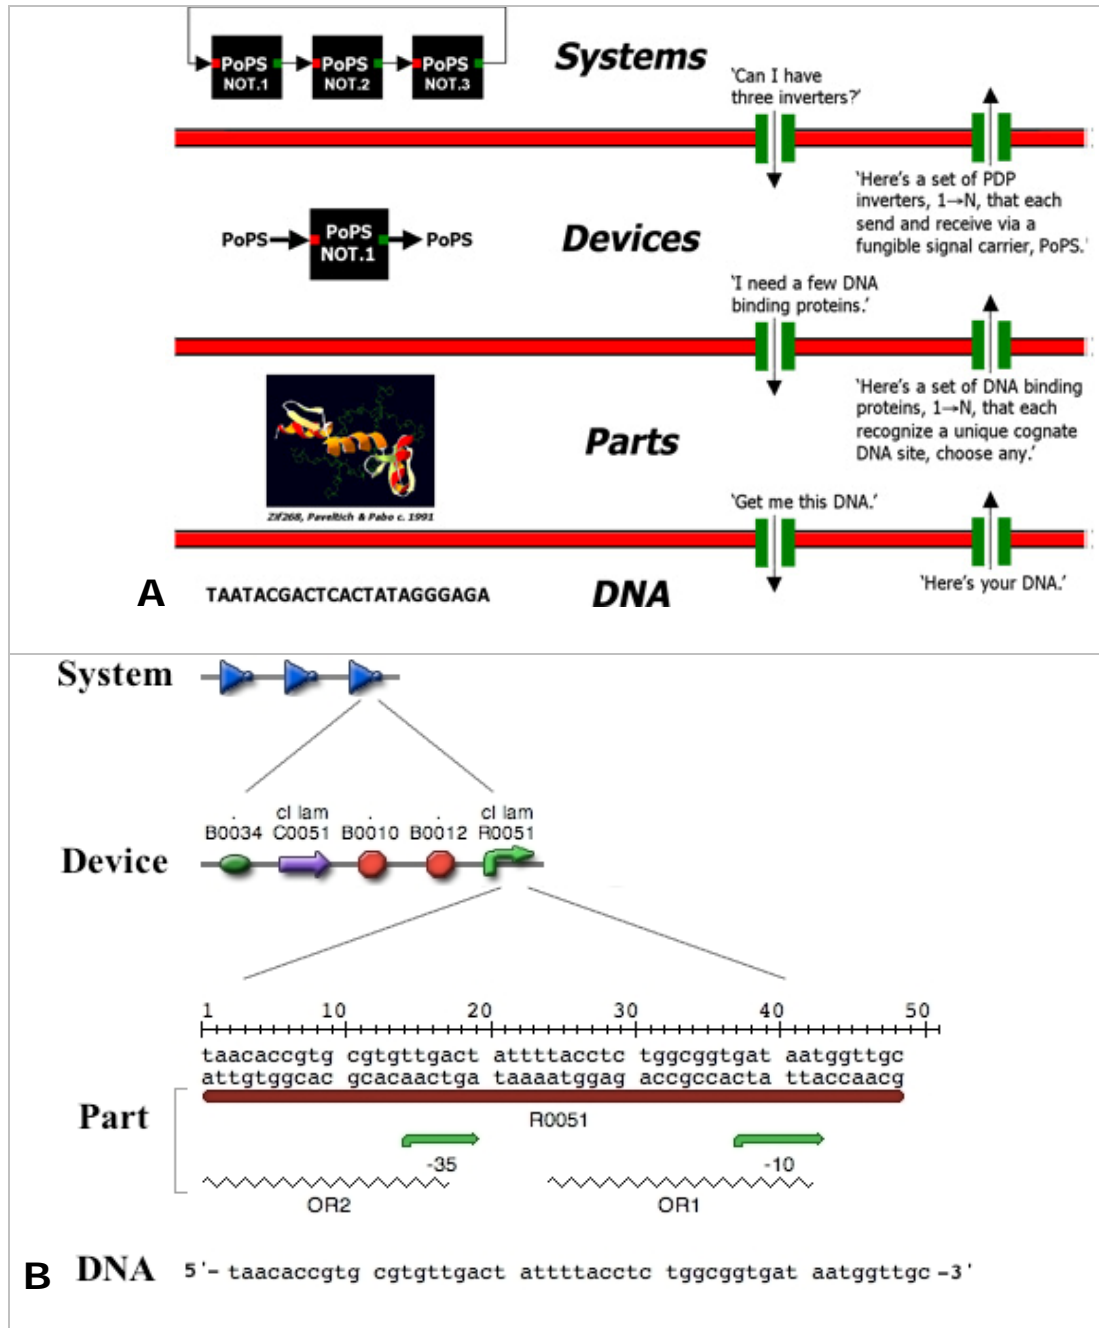 PoPS PoPS PoPS
NOT.1 NOT.2 NOT.3
Systems
‘Can I have
three inverters?’
‘Here’s a set of PDP
inverters, 1→N, that each
send and receive via a
fungible signal carrier, PoPS.’
PoPS PoPS PoPS
NOT.1
Devices
‘I need a few DNA
binding proteins.’
‘Here’s a set of DNA binding
proteins, 1→N, that each
recognize a unique cognate
DNA site, choose any.’
Parts
Zif268, Paveltich & Pabo c. 1991
‘Get me this DNA.’
‘Here’s your DNA.’
A
TAATACGACTCACTATAGGGAGA
DNA
System
. cI lam . . cI lam
B0034 C0051 B0010 B0012 R0051
Device
1 10 20 30 40 50
taacaccgtg cgtgttgact attttacctc tggcggtgat aatggttgc
attgtggcac gcacaactga taaaatggag accgccacta ttaccaacg
Part
R0051
-35 -10
OR2 OR1
B
DNA 5'- taacaccgtg cgtgttgact attttacctc tggcggtgat aatggttgc -3'